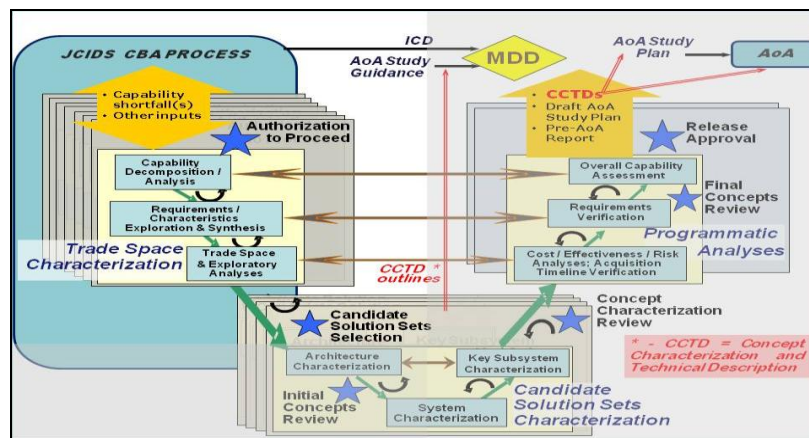 JCIDS CBA PROCESS
ICD
AoA Study
Guidance
MDD
AoA Study
Plan
AoA
• Capability
shortfall(s)
• Other inputs
• CCTDs
• Draft AoA
Study Plan
• Pre-AoA
Report
Authorization
to Proceed
Release
Approval
Capability
Decomposition /
Analysis
Overall Capability
Assessment
Final
Concepts
Review
Requirements /
Characteristics
Exploration & Synthesis
Requirements
Verification
Trade Space
Characterization
Programmatic
Analyses
Trade Space
& Exploratory
Analyses
CCTD *
outlines
Cost / Effectiveness / Risk
Analyses; Acquisition
Timeline Verification
Candidate
Solution Sets
Selection
Concept
Characterization
Review
Architecture
Characterization
Key Subsystem
Characterization
* - CCTD = Concept
Characterization and
Technical Description
Initial
Concepts
Review
System
Characterization
Candidate
Solution Sets
Characterization